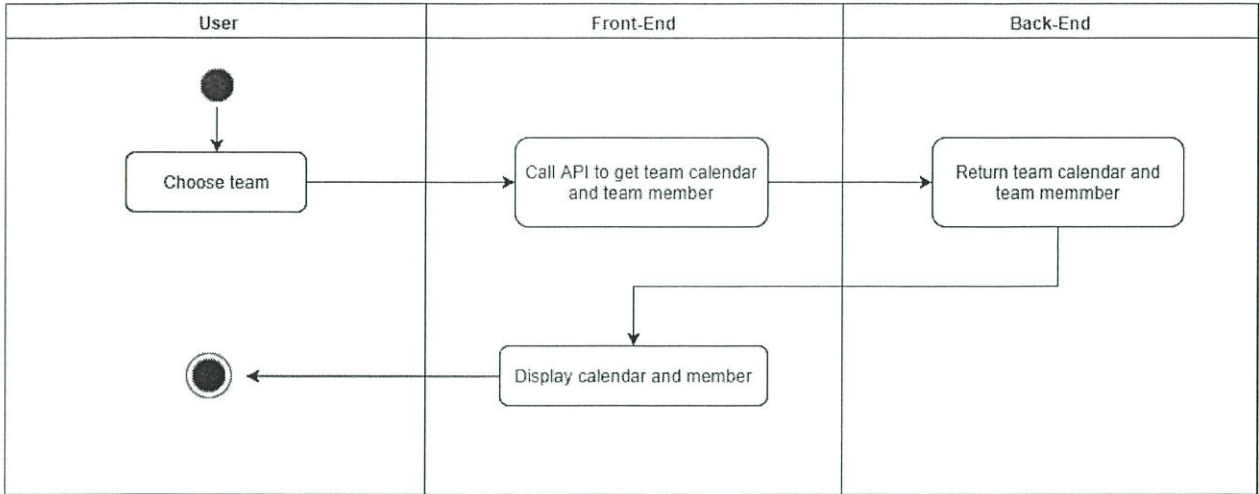 User
Front-End
Back-End
Choose team
Call API to get team calendar
and team member
Return team calendar and
team memmber
Display calendar and member